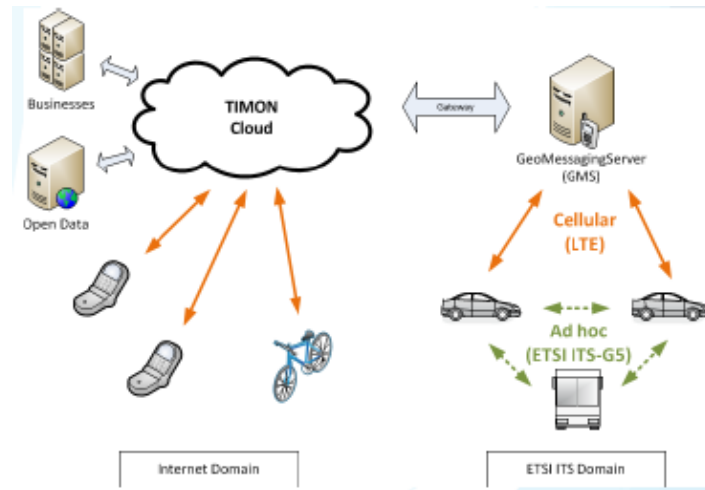 Businesses
TIMON
Cloud
Gateway
GeoMessagingServer
(GMS)
Open Data
Cellular
(LTE)
Ad hoc
(ETSI ITS-G5)
Internet Domain
ETSI ITS Domain